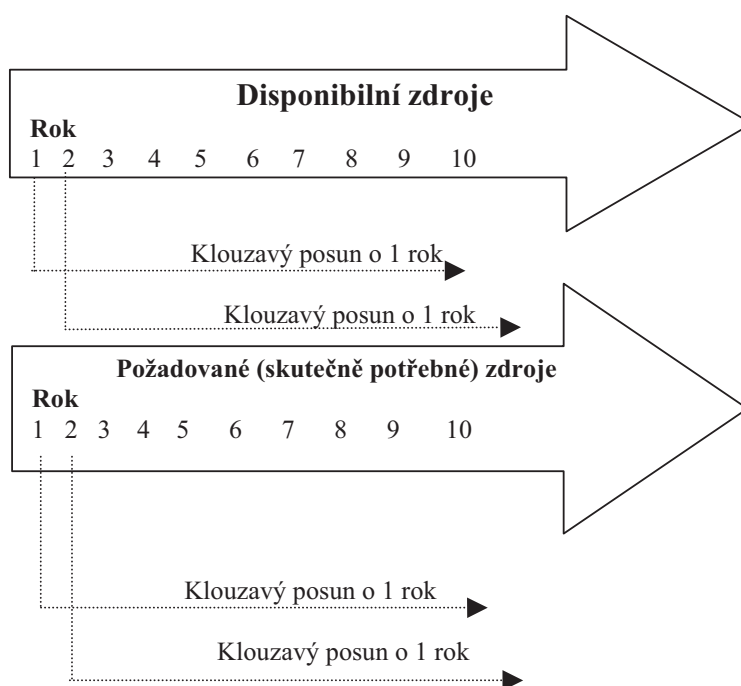 Disponibilní zdroje
Rok
1 2 3 4 5 6 7 8 9 10
Klouzavý posun o 1 rok
Klouzavý posun o 1 rok
Požadované (skutečně potřebné) zdroje
Rok
1 2 3 4 5 6 7 8 9 10
Klouzavý posun o 1 rok
Klouzavý posun o 1 rok